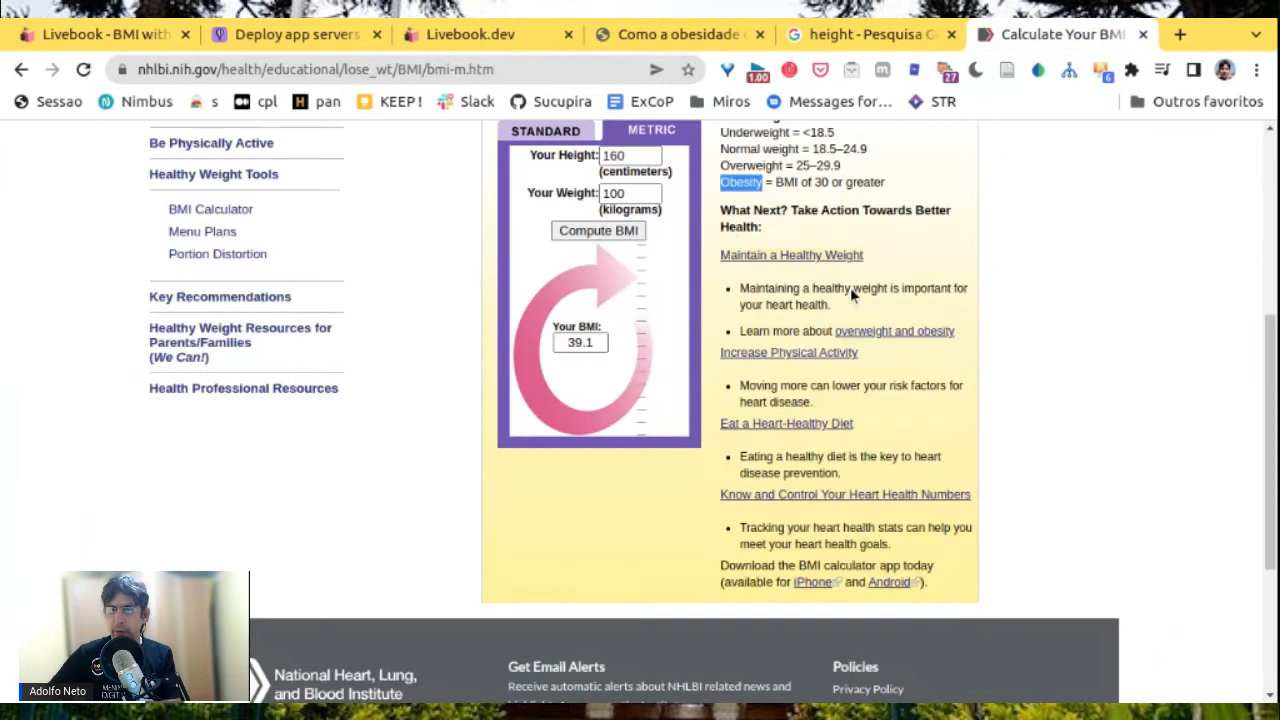 Livebook - BMI with
Deploy app servers
Livebook.dev
Como a obesidade
height - Pesquisa G
Calculate Your BMI
nhlbi.nih.gov/health/educational/lose_wt/BMI/bmi-m.htm
1.00
27
6
Sessao
Nimbus
s
cpl
pan
KEEP!
Slack
Sucupira
ExCoP
Miros
Messages for…
STR
Outros favoritos
Be Physically Active
Healthy Weight Tools
BMI Calculator
Menu Plans
Portion Distortion
Key Recommendations
Healthy Weight Resources for
Parents/Families
(We Can!)
Health Professional Resources
STANDARD
METRIC
Your Height: 160
(centimeters)
Your Weight: 100
(kilograms)
Compute BMI
Your BMI:
39.1
Underweight = <18.5
Normal weight = 18.5–24.9
Overweight = 25–29.9
Obesity = BMI of 30 or greater
What Next? Take Action Towards Better
Health:
Maintain a Healthy Weight
• Maintaining a healthy weight is important for
your heart health.
• Learn more about overweight and obesity
Increase Physical Activity
• Moving more can lower your risk factors for
heart disease.
Eat a Heart-Healthy Diet
• Eating a healthy diet is the key to heart
disease prevention.
Know and Control Your Heart Health Numbers
• Tracking your heart health stats can help you
meet your heart health goals.
Download the BMI calculator app today
(available for iPhone and Android).
National Heart, Lung,
and Blood Institute
Get Email Alerts
Receive automatic alerts about NHLBI related news and
Policies
Privacy Policy
Adolfo Neto